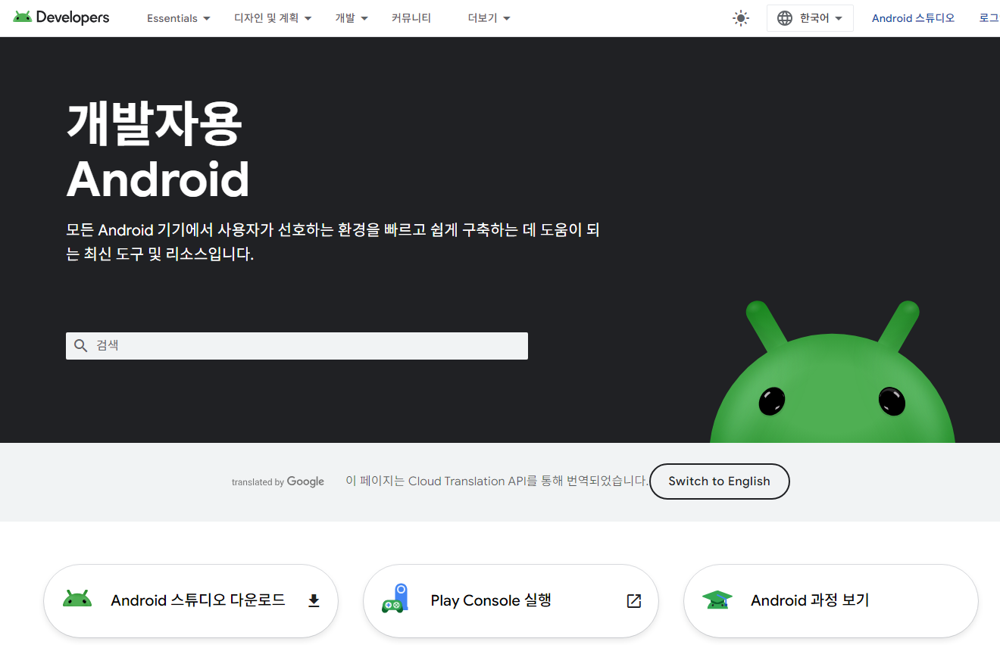 Developers Essentials 디자인 및 계획 개발 커뮤니티 더보기 한국어 Android 스튜디오
개발자용
Android
모든 Android 기기에서 사용자가 선호하는 환경을 빠르고 쉽게 구축하는 데 도움이 되
는 최신 도구 및 리소스입니다.
검색
translated by Google 이 페이지는 Cloud Translation API를 통해 번역되었습니다. Switch to English
Android 스튜디오 다운로드 Play Console 실행 Android 과정 보기